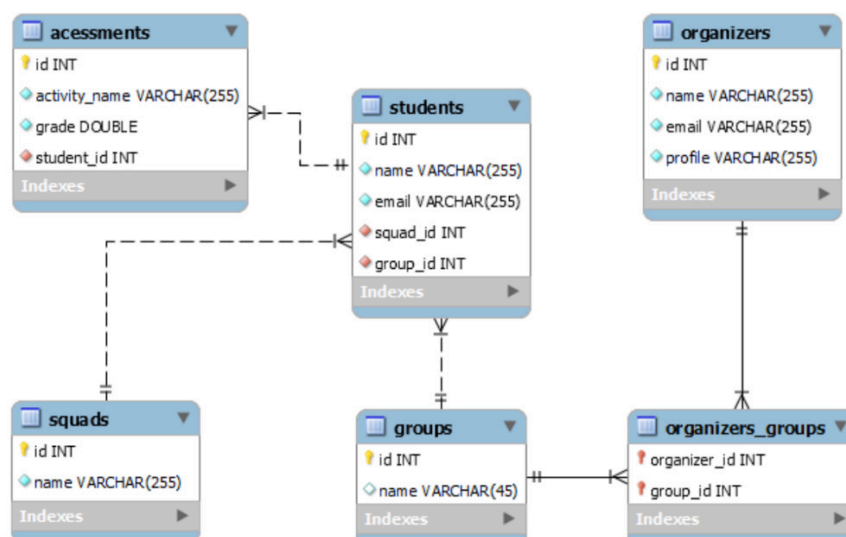 acessments
id INT
activity_name VARCHAR(255)
grade DOUBLE
student_id INT
Indexes
students
id INT
name VARCHAR(255)
email VARCHAR(255)
squad_id INT
group_id INT
Indexes
organizers
id INT
name VARCHAR(255)
email VARCHAR(255)
profile VARCHAR(255)
Indexes
squads
id INT
name VARCHAR(255)
Indexes
groups
id INT
name VARCHAR(45)
Indexes
organizers_groups
organizer_id INT
group_id INT
Indexes